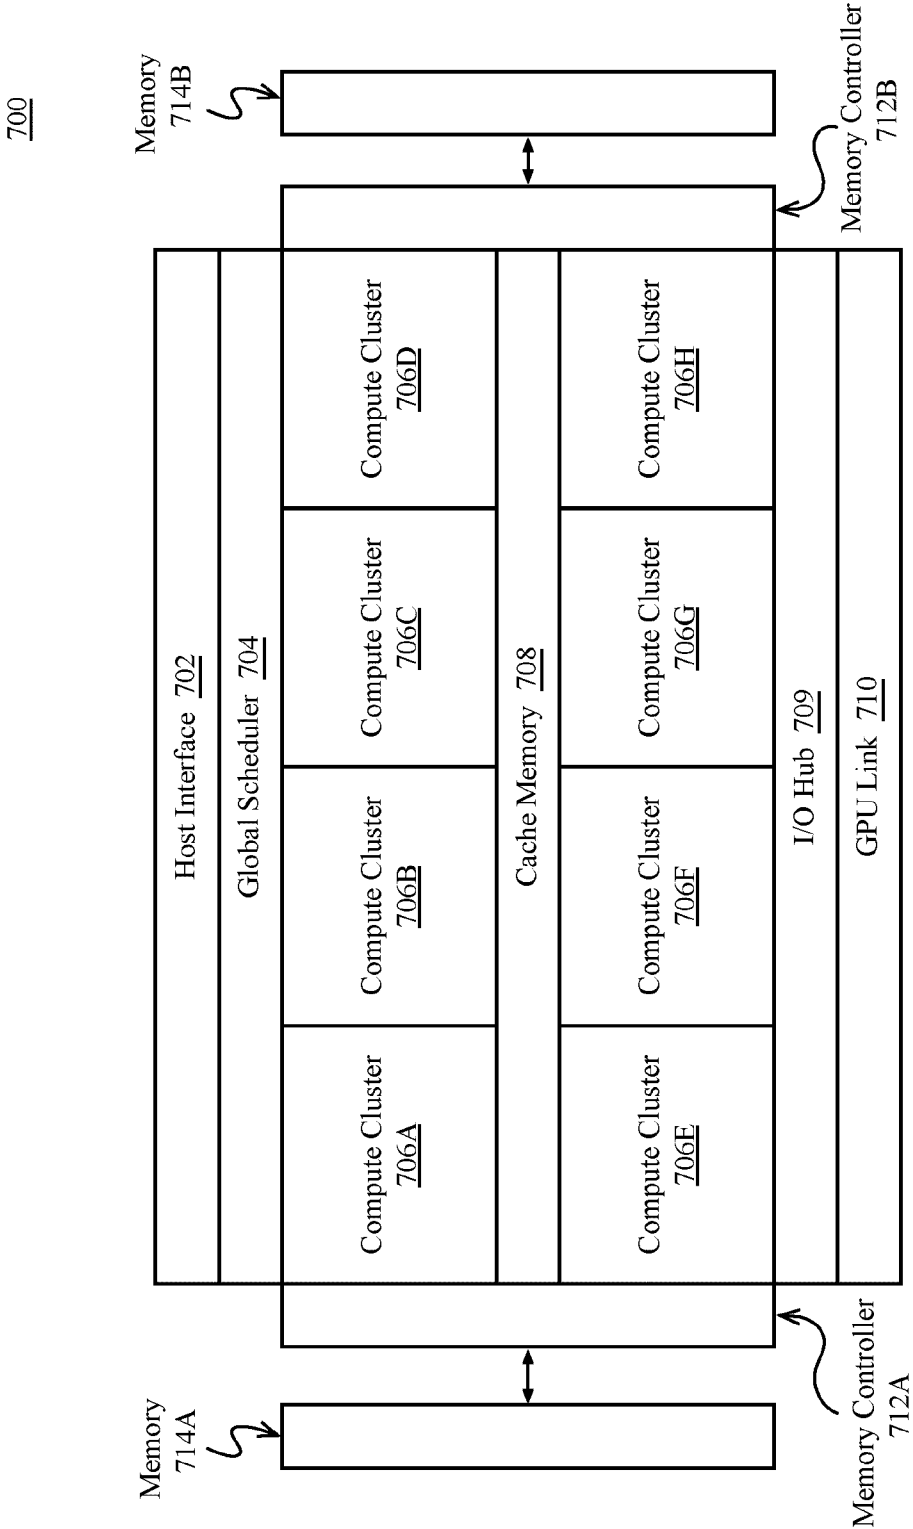 700
Memory
714A
Memory
714B
Host Interface 702
Global Scheduler 704
Compute Cluster
706A
Compute Cluster
706B
Compute Cluster
706C
Compute Cluster
706D
Cache Memory 708
Compute Cluster
706E
Compute Cluster
706F
Compute Cluster
706G
Compute Cluster
706H
I/O Hub 709
GPU Link 710
Memory Controller
712A
Memory Controller
712B